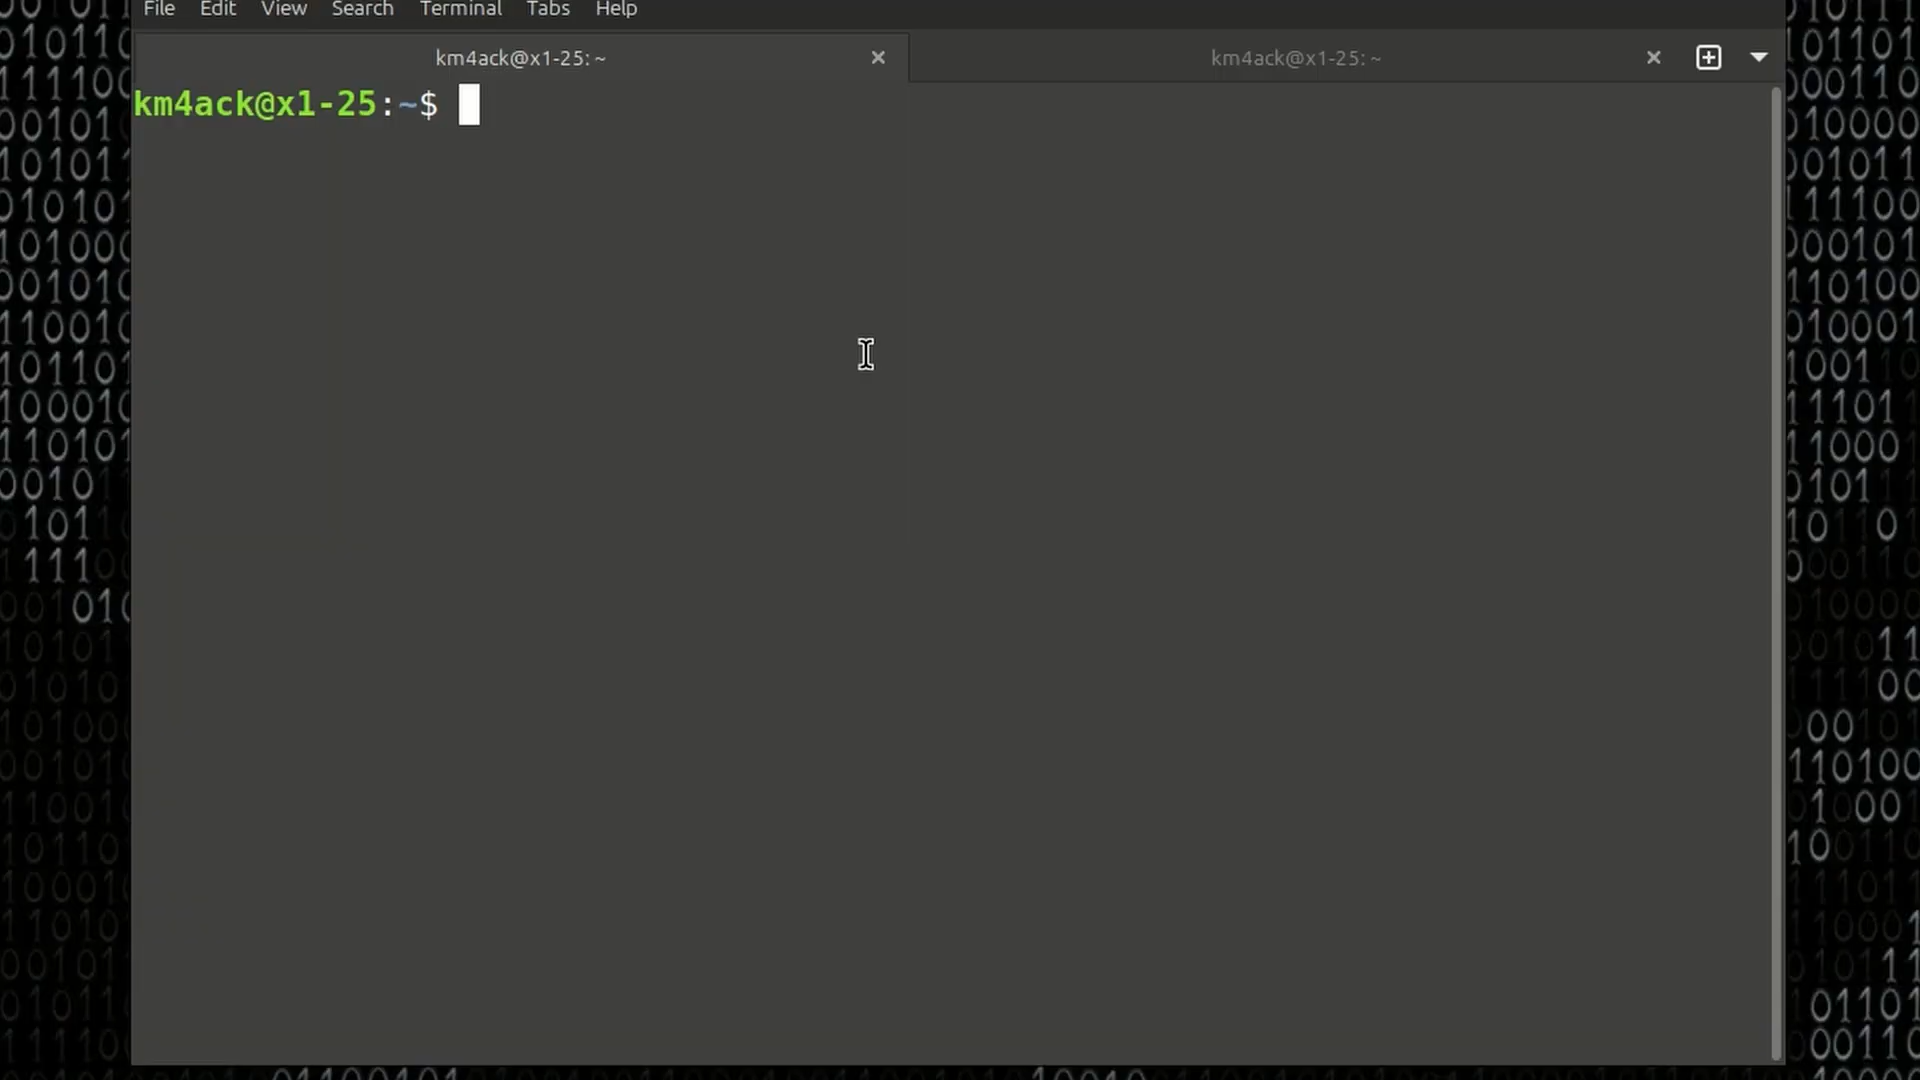 File Edit View Search Terminal Tabs Help
km4ack@x1-25: ~ km4ack@x1-25: ~
km4ack@x1-25:~$